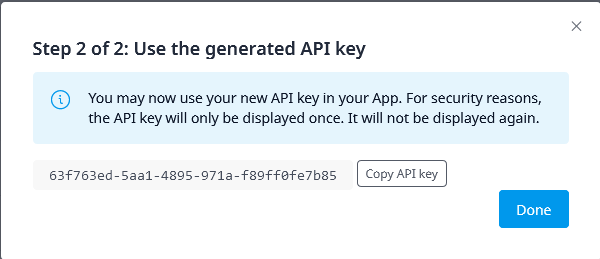 Step 2 of 2: Use the generated API key
You may now use your new API key in your App. For security reasons,
the API key will only be displayed once. It will not be displayed again.
63f763ed-5aa1-4895-971a-f89ff0fe7b85
Copy API key
Done